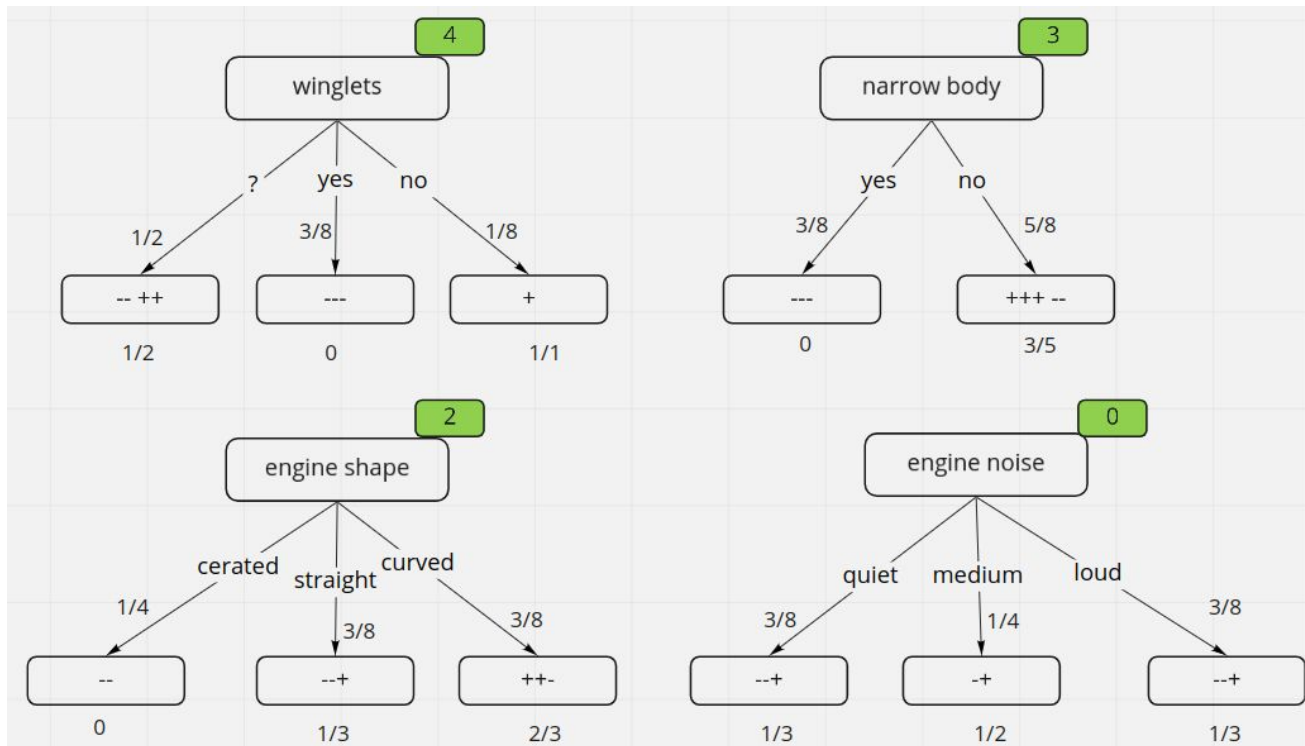 4
winglets
? yes no
1/2 3/8 1/8
-- ++
---
+
1/2 0 1/1
3
narrow body
yes no
3/8 5/8
---
+++ --
0 3/5
2
engine shape
cerated straight curved
1/4 3/8 3/8
--
--+
++-
0 1/3 2/3
0
engine noise
quiet medium loud
3/8 1/4 3/8
--+
-+
--+
1/3 1/2 1/3